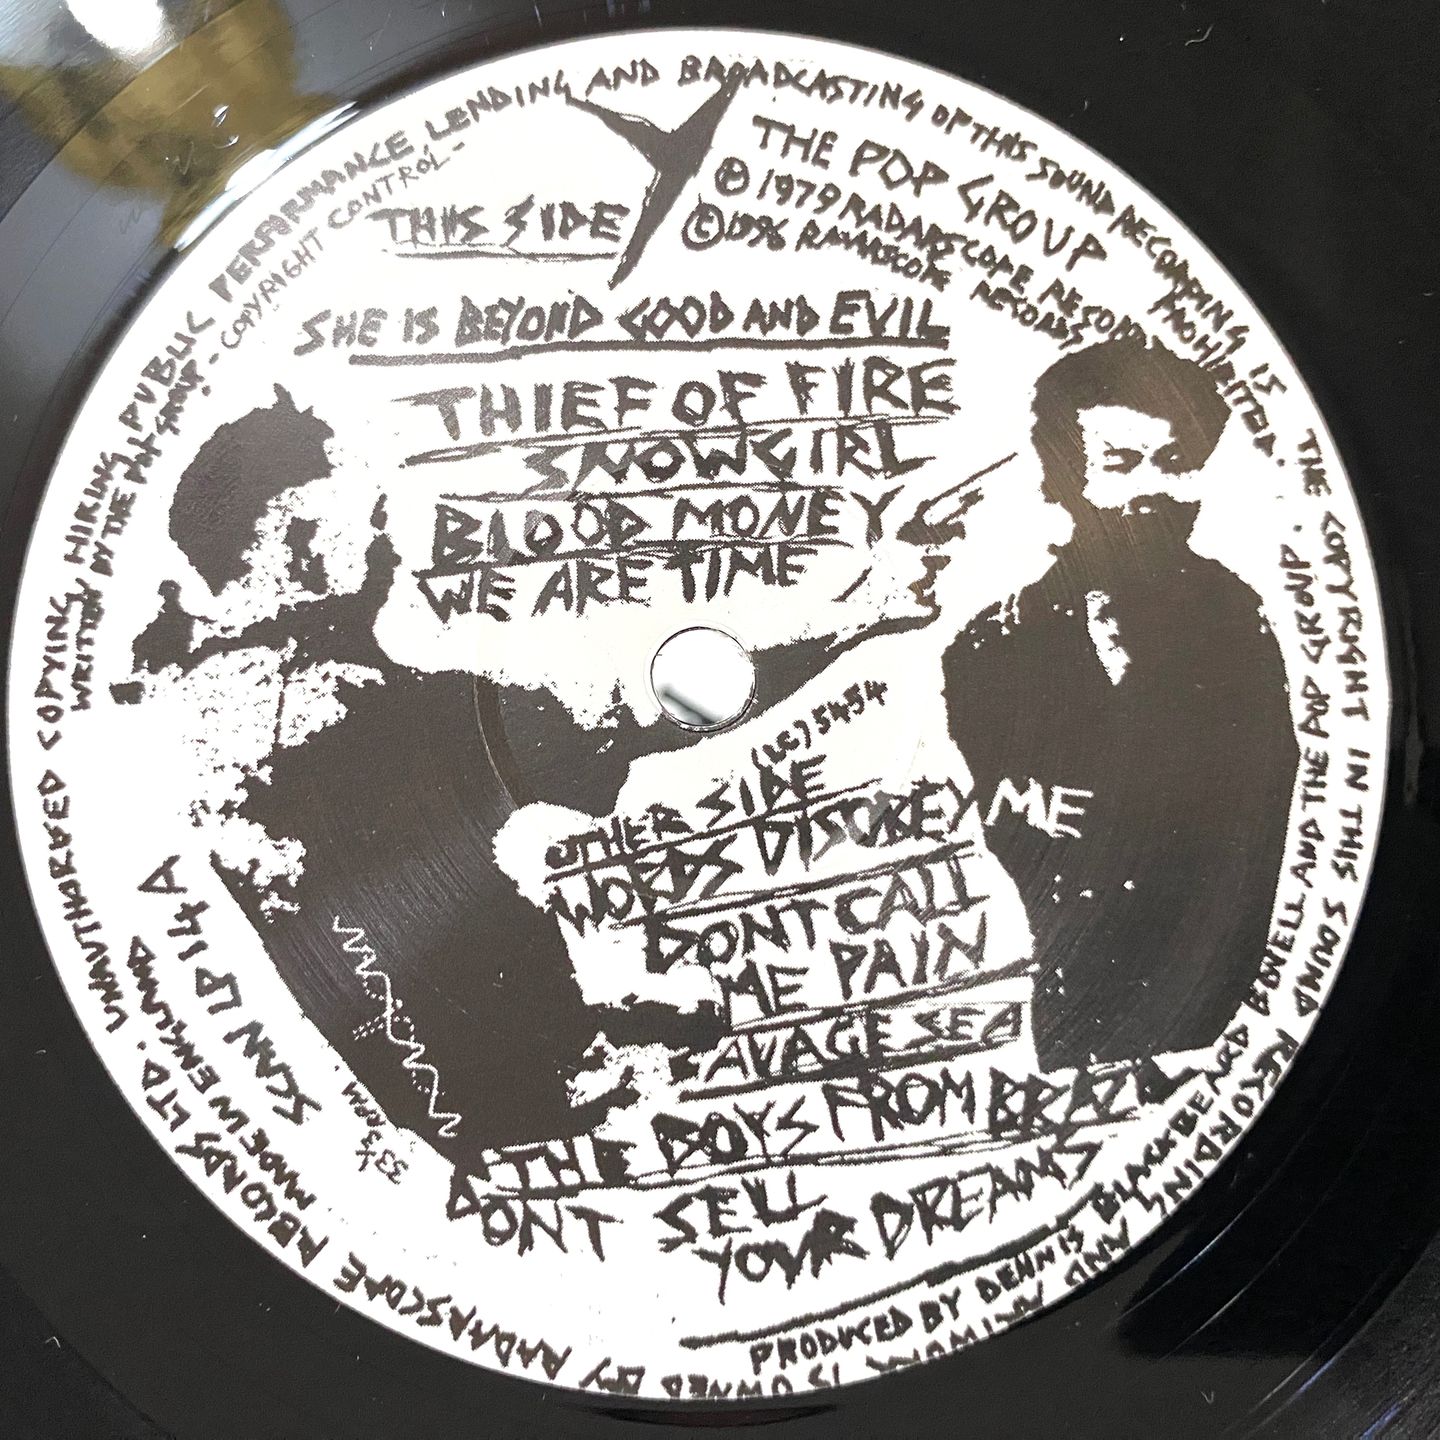 UNAUTHORISED COPYING HIRING PUBLIC PERFORMANCE LENDING AND BROADCASTING OF THIS SOUND RECORDING IS PROHIBITED.
THE COPYRIGHT IN THIS SOUND RECORDING AND ARTWORK IS OWNED BY RADARSCOPE RECORDS LTD.
WRITTEN BY THE POP GROUP - COPYRIGHT CONTROL -
THIS SIDE Y
THE POP GROUP
Ⓟ 1979 RADARSCOPE RECORDS
© 1996 RADARSCOPE RECORDS
SHE IS BEYOND GOOD AND EVIL
THIEF OF FIRE
SNOWGIRL
BLOOD MONEY
WE ARE TIME
(LC) 5454
OTHER SIDE
WORDS DISOBEY ME
DONT CALL
ME PAIN
SAVAGE SEA
THE BOYS FROM BRAZIL
DONT SELL
YOUR DREAMS
PRODUCED BY DENNIS BLACKBEARD BOVELL AND THE POP GROUP.
MADE IN ENGLAND
SCAN LP 14 A
33⅓ RPM